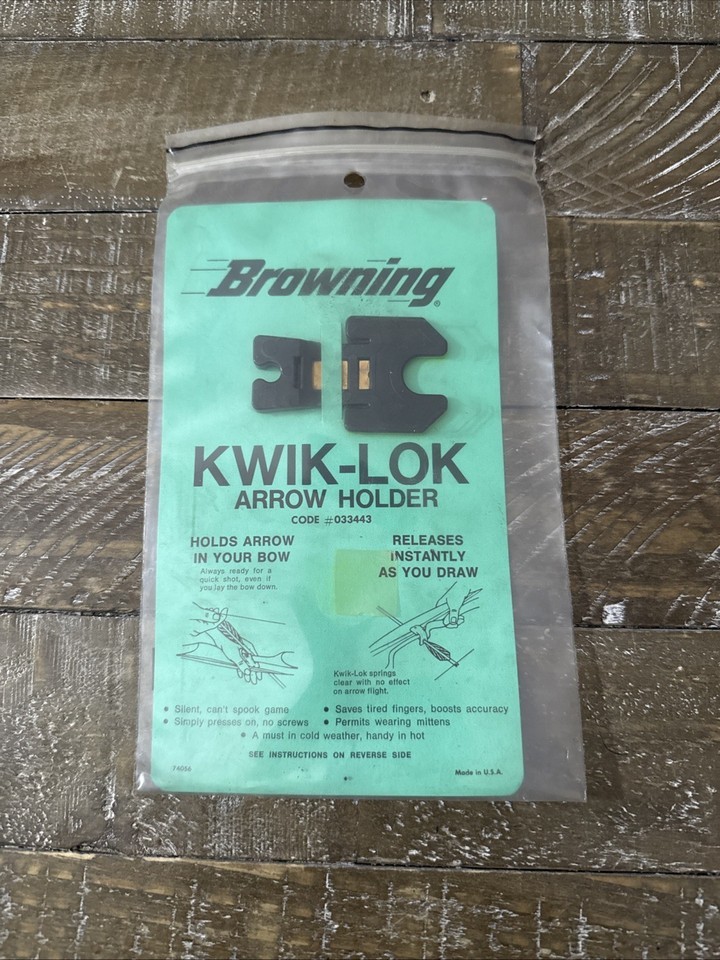 Browning®
KWIK-LOK
ARROW HOLDER
CODE #033443
HOLDS ARROW
IN YOUR BOW
Always ready for a
quick shot, even if
you lay the bow down.
RELEASES
INSTANTLY
AS YOU DRAW
Kwik-Lok springs
clear with no effect
on arrow flight.
• Silent, can't spook game
• Simply presses on, no screws
• Saves tired fingers, boosts accuracy
• Permits wearing mittens
• A must in cold weather, handy in hot
SEE INSTRUCTIONS ON REVERSE SIDE
74086
Made in U.S.A.